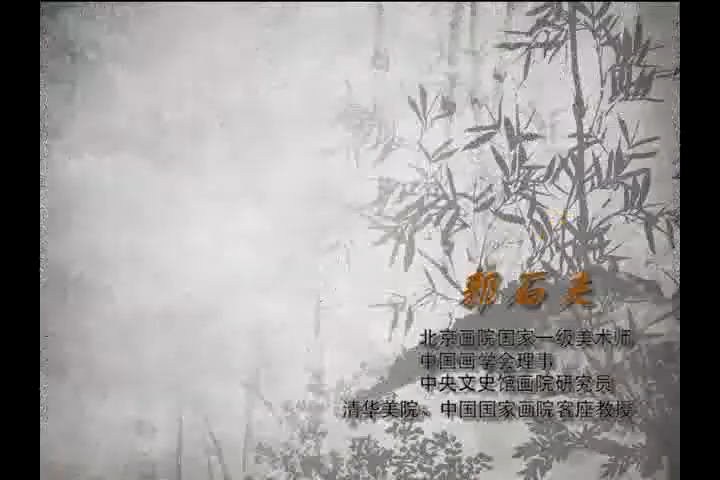 郭石夫
北京画院国家一级美术师
中国画学会理事
中央文史馆画院研究员
清华美院、中国国家画院客座教授